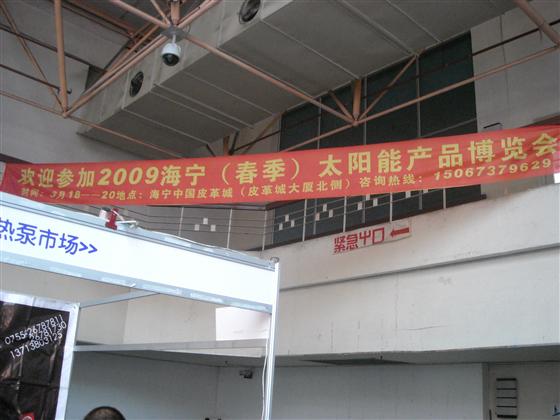 欢迎参加2009海宁（春季）太阳能产品博览会
时间：3月18——20地点：海宁中国皮革城（皮革城大厦北侧）咨询热线：15067379629
紧急出口
热泵市场>>
0755-26787811
13713803125